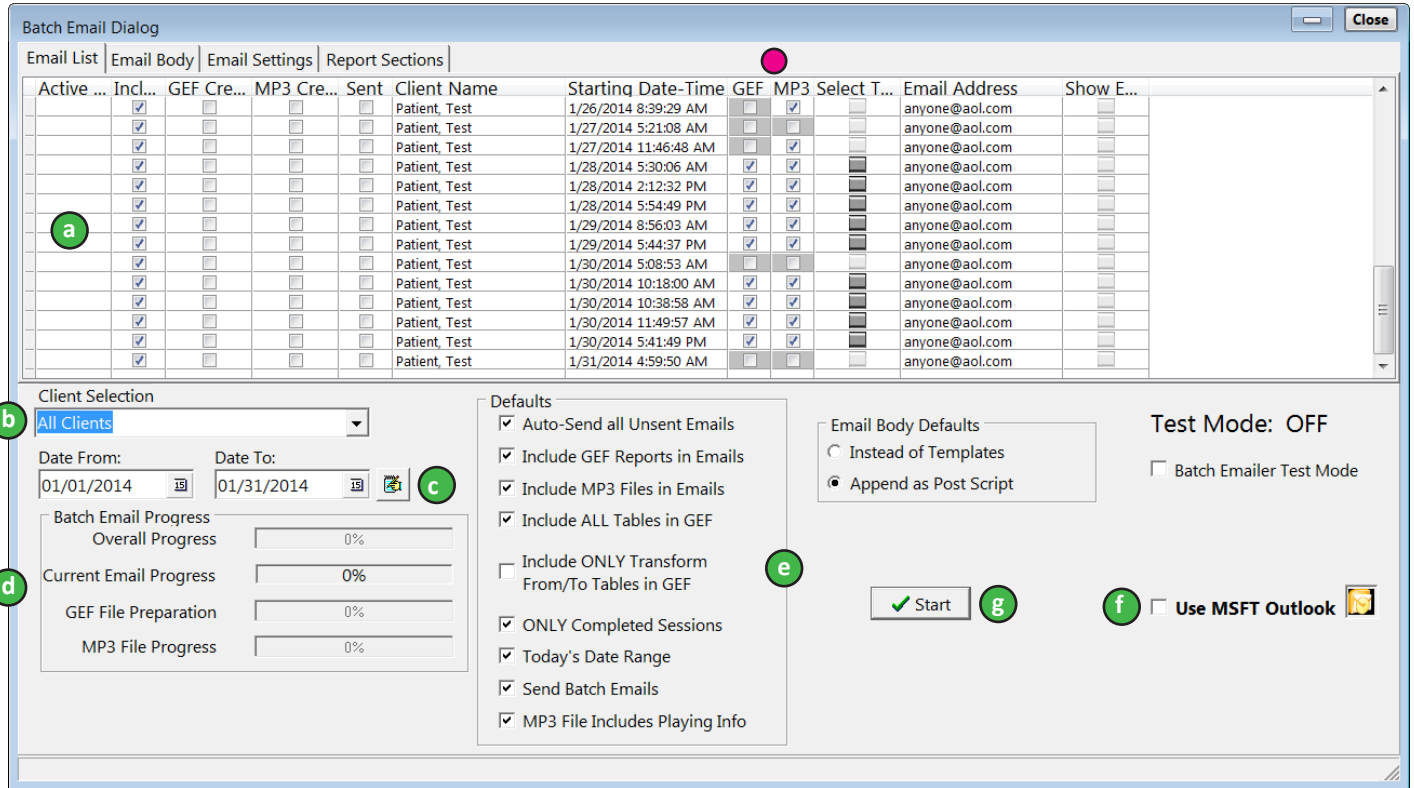 Batch Email Dialog
Close
Email List Email Body Email Settings Report Sections
Active ... Incl... GEF Cre... MP3 Cre... Sent Client Name Starting Date-Time GEF MP3 Select T... Email Address Show E...
Patient, Test 1/26/2014 8:39:29 AM anyone@aol.com
Patient, Test 1/27/2014 5:21:08 AM anyone@aol.com
Patient, Test 1/27/2014 11:46:48 AM anyone@aol.com
Patient, Test 1/28/2014 5:30:06 AM anyone@aol.com
Patient, Test 1/28/2014 2:12:32 PM anyone@aol.com
Patient, Test 1/28/2014 5:54:49 PM anyone@aol.com
a Patient, Test 1/29/2014 8:56:03 AM anyone@aol.com
Patient, Test 1/29/2014 5:44:37 PM anyone@aol.com
Patient, Test 1/30/2014 5:08:53 AM anyone@aol.com
Patient, Test 1/30/2014 10:18:00 AM anyone@aol.com
Patient, Test 1/30/2014 10:38:58 AM anyone@aol.com
Patient, Test 1/30/2014 11:49:57 AM anyone@aol.com
Patient, Test 1/30/2014 5:41:49 PM anyone@aol.com
Patient, Test 1/31/2014 4:59:50 AM anyone@aol.com
Client Selection
b All Clients
Date From: Date To:
01/01/2014 15 01/31/2014 15 c
Batch Email Progress
Overall Progress 0%
d Current Email Progress 0%
GEF File Preparation 0%
MP3 File Progress 0%
Defaults
Auto-Send all Unsent Emails
Include GEF Reports in Emails
Include MP3 Files in Emails
Include ALL Tables in GEF
Include ONLY Transform
From/To Tables in GEF
e
ONLY Completed Sessions
Today's Date Range
Send Batch Emails
MP3 File Includes Playing Info
Email Body Defaults
Instead of Templates
Append as Post Script
Start g
Test Mode: OFF
Batch Emailer Test Mode
f Use MSFT Outlook